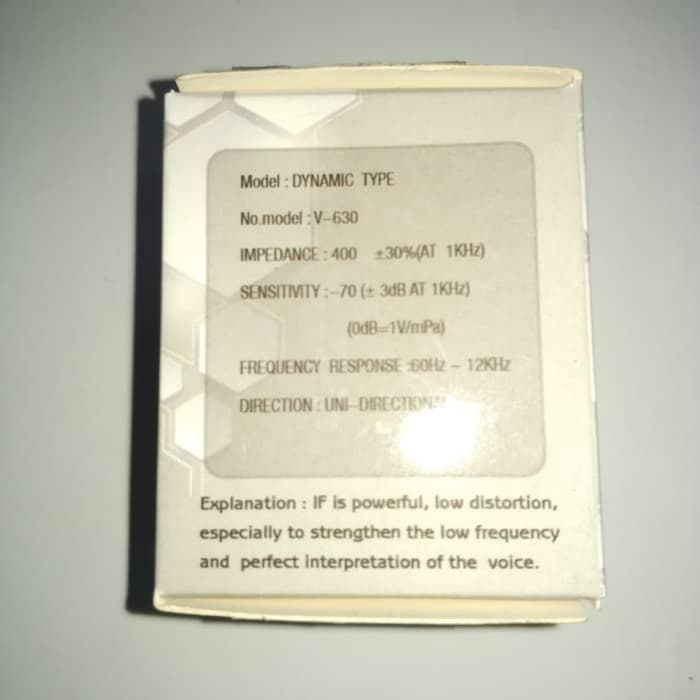 Model : DYNAMIC TYPE
No.model : V-630
IMPEDANCE : 400 ±30%(AT 1KHz)
SENSITIVITY :-70 (± 3dB AT 1KHz)
(0dB=1V/mPa)
FREQUENCY RESPONSE :60Hz ~ 12KHz
DIRECTION : UNI-DIRECTIONAL
Explanation : IF is powerful, low distortion,
especially to strengthen the low frequency
and perfect interpretation of the voice.